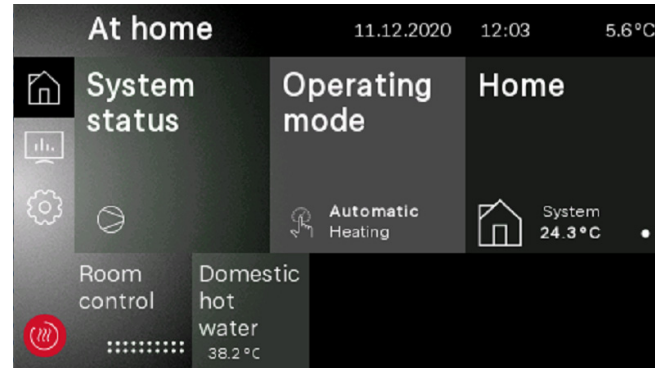 At home 11.12.2020 12:03 5.6°C
System
status
Operating
mode
Automatic
Heating
Home
System
24.3°C
Room
control
Domestic
hot
water
38.2°C